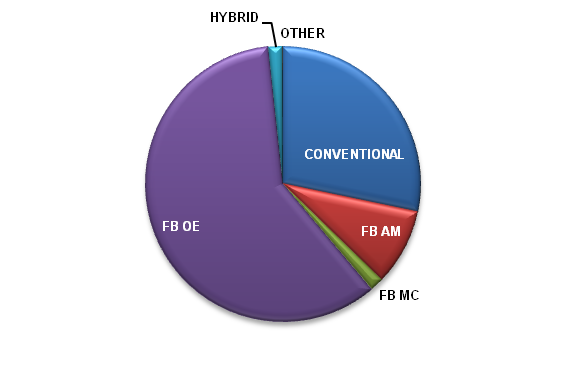 HYBRID
OTHER
CONVENTIONAL
FB OE
FB AM
FB MC